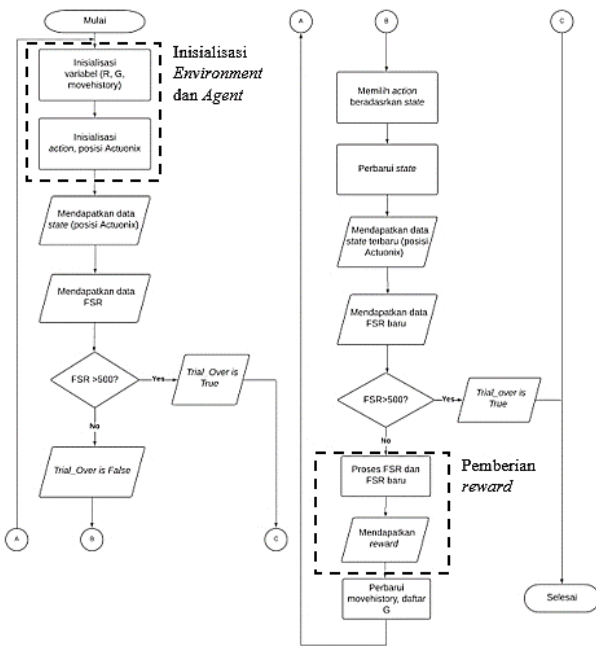 Mulai
Inisialisasi
variabel (R, G,
movehistory)
Inisialisasi
action, posisi Actuonix
Inisialisasi
Environment
dan Agent
Mendapatkan data
state (posisi Actuonix)
Mendapatkan data
FSR
FSR >500?
Yes
Trial_Over is
True
No
Trial_Over is False
A
B
C
A
B
C
Memilih action
beradasrkan state
Perbarui state
Mendapatkan data
state terbaru (posisi
Actuonix)
Mendapatkan data
FSR baru
FSR>500?
Yes
Trial_over is
True
No
Proses FSR dan
FSR baru
Mendapatkan
reward
Pemberian
reward
Perbarui
movehistory, daftar
G
Selesai